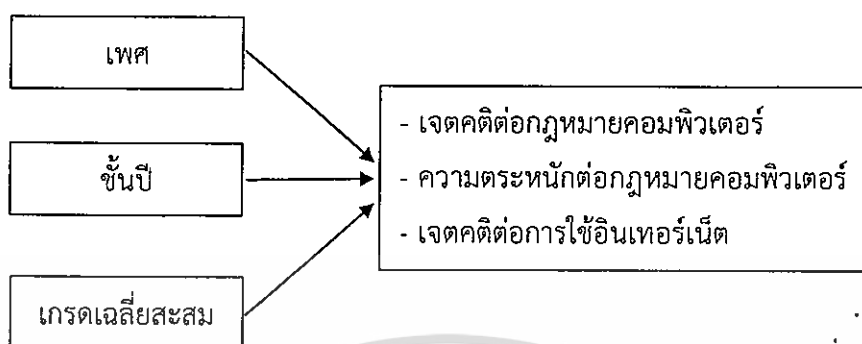 เพศ
ชั้นปี
เกรดเฉลี่ยสะสม
- เจตคติต่อกฎหมายคอมพิวเตอร์
- ความตระหนักต่อกฎหมายคอมพิวเตอร์
- เจตคติต่อการใช้อินเทอร์เน็ต